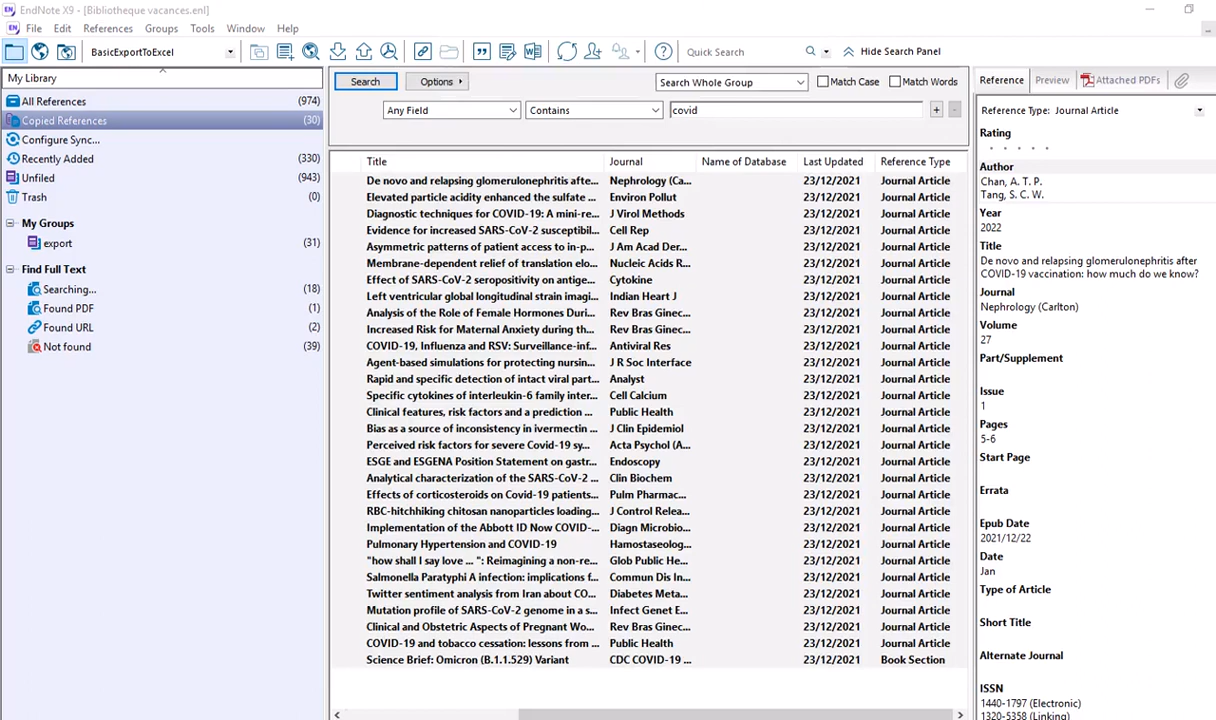 EndNote X9 - [Bibliotheque vacances.enl]
File Edit References Groups Tools Window Help
BasicExportToExcel Quick Search Hide Search Panel
My Library
All References (974)
Copied References (30)
Configure Sync...
Recently Added (330)
Unfiled (943)
Trash (0)
My Groups
export (31)
Find Full Text
Searching... (18)
Found PDF (1)
Found URL (2)
Not found (39)
Search Options Search Whole Group Match Case Match Words
Any Field Contains covid + -
Title Journal Name of Database Last Updated Reference Type
De novo and relapsing glomerulonephritis afte... Nephrology (Ca... 23/12/2021 Journal Article
Elevated particle acidity enhanced the sulfate ... Environ Pollut 23/12/2021 Journal Article
Diagnostic techniques for COVID-19: A mini-re... J Virol Methods 23/12/2021 Journal Article
Evidence for increased SARS-CoV-2 susceptibil... Cell Rep 23/12/2021 Journal Article
Asymmetric patterns of patient access to in-p... J Am Acad Der... 23/12/2021 Journal Article
Membrane-dependent relief of translation elo... Nucleic Acids R... 23/12/2021 Journal Article
Effect of SARS-CoV-2 seropositivity on antige... Cytokine 23/12/2021 Journal Article
Left ventricular global longitudinal strain imagi... Indian Heart J 23/12/2021 Journal Article
Analysis of the Role of Female Hormones Duri... Rev Bras Ginec... 23/12/2021 Journal Article
Increased Risk for Maternal Anxiety during th... Rev Bras Ginec... 23/12/2021 Journal Article
COVID-19, Influenza and RSV: Surveillance-inf... Antiviral Res 23/12/2021 Journal Article
Agent-based simulations for protecting nursin... J R Soc Interface 23/12/2021 Journal Article
Rapid and specific detection of intact viral part... Analyst 23/12/2021 Journal Article
Specific cytokines of interleukin-6 family inter... Cell Calcium 23/12/2021 Journal Article
Clinical features, risk factors and a prediction ... Public Health 23/12/2021 Journal Article
Bias as a source of inconsistency in ivermectin ... J Clin Epidemiol 23/12/2021 Journal Article
Perceived risk factors for severe Covid-19 sy... Acta Psychol (A... 23/12/2021 Journal Article
ESGE and ESGENA Position Statement on gastr... Endoscopy 23/12/2021 Journal Article
Analytical characterization of the SARS-CoV-2 ... Clin Biochem 23/12/2021 Journal Article
Effects of corticosteroids on Covid-19 patients... Pulm Pharmac... 23/12/2021 Journal Article
RBC-hitchhiking chitosan nanoparticles loading... J Control Relea... 23/12/2021 Journal Article
Implementation of the Abbott ID Now COVID-... Diagn Microbio... 23/12/2021 Journal Article
Pulmonary Hypertension and COVID-19 Hamostaseolog... 23/12/2021 Journal Article
"how shall I say love ... ": Reimagining a non-re... Glob Public He... 23/12/2021 Journal Article
Salmonella Paratyphi A infection: implications f... Commun Dis In... 23/12/2021 Journal Article
Twitter sentiment analysis from Iran about CO... Diabetes Meta... 23/12/2021 Journal Article
Mutation profile of SARS-CoV-2 genome in a s... Infect Genet E... 23/12/2021 Journal Article
Clinical and Obstetric Aspects of Pregnant Wo... Rev Bras Ginec... 23/12/2021 Journal Article
COVID-19 and tobacco cessation: lessons from ... Public Health 23/12/2021 Journal Article
Science Brief: Omicron (B.1.1.529) Variant CDC COVID-19 ... 23/12/2021 Book Section
Reference Preview Attached PDFs
Reference Type: Journal Article
Rating
Author
Chan, A. T. P.
Tang, S. C. W.
Year
2022
Title
De novo and relapsing glomerulonephritis after
COVID-19 vaccination: how much do we know?
Journal
Nephrology (Carlton)
Volume
27
Part/Supplement
Issue
1
Pages
5-6
Start Page
Errata
Epub Date
2021/12/22
Date
Jan
Type of Article
Short Title
Alternate Journal
ISSN
1440-1797 (Electronic)
1320-5358 (Linking)